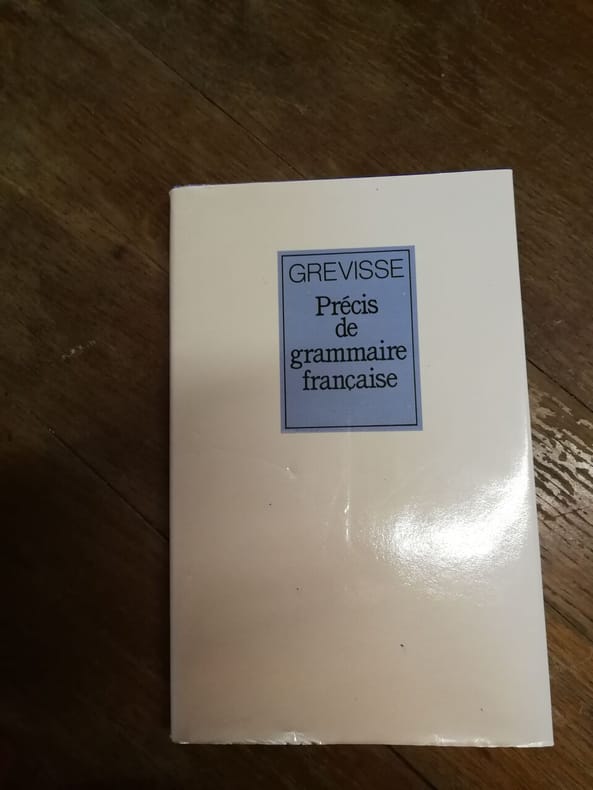 GREVISSE
Précis
de
grammaire
française